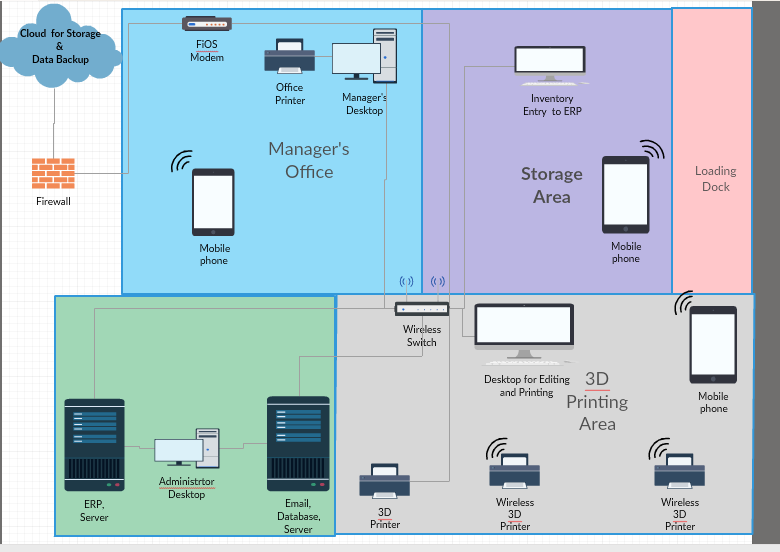 Cloud for Storage
&
Data Backup
FiOS
Modem
Office
Printer
Manager's
Desktop
Inventory
Entry to ERP
Manager's
Office
Storage
Area
Loading
Dock
Firewall
Mobile
phone
Mobile
phone
Wireless
Switch
Desktop for Editing
and Printing
3D
Printing
Area
Mobile
phone
ERP,
Server
Administrtor
Desktop
Email,
Database,
Server
3D
Printer
Wireless
3D
Printer
Wireless
3D
Printer